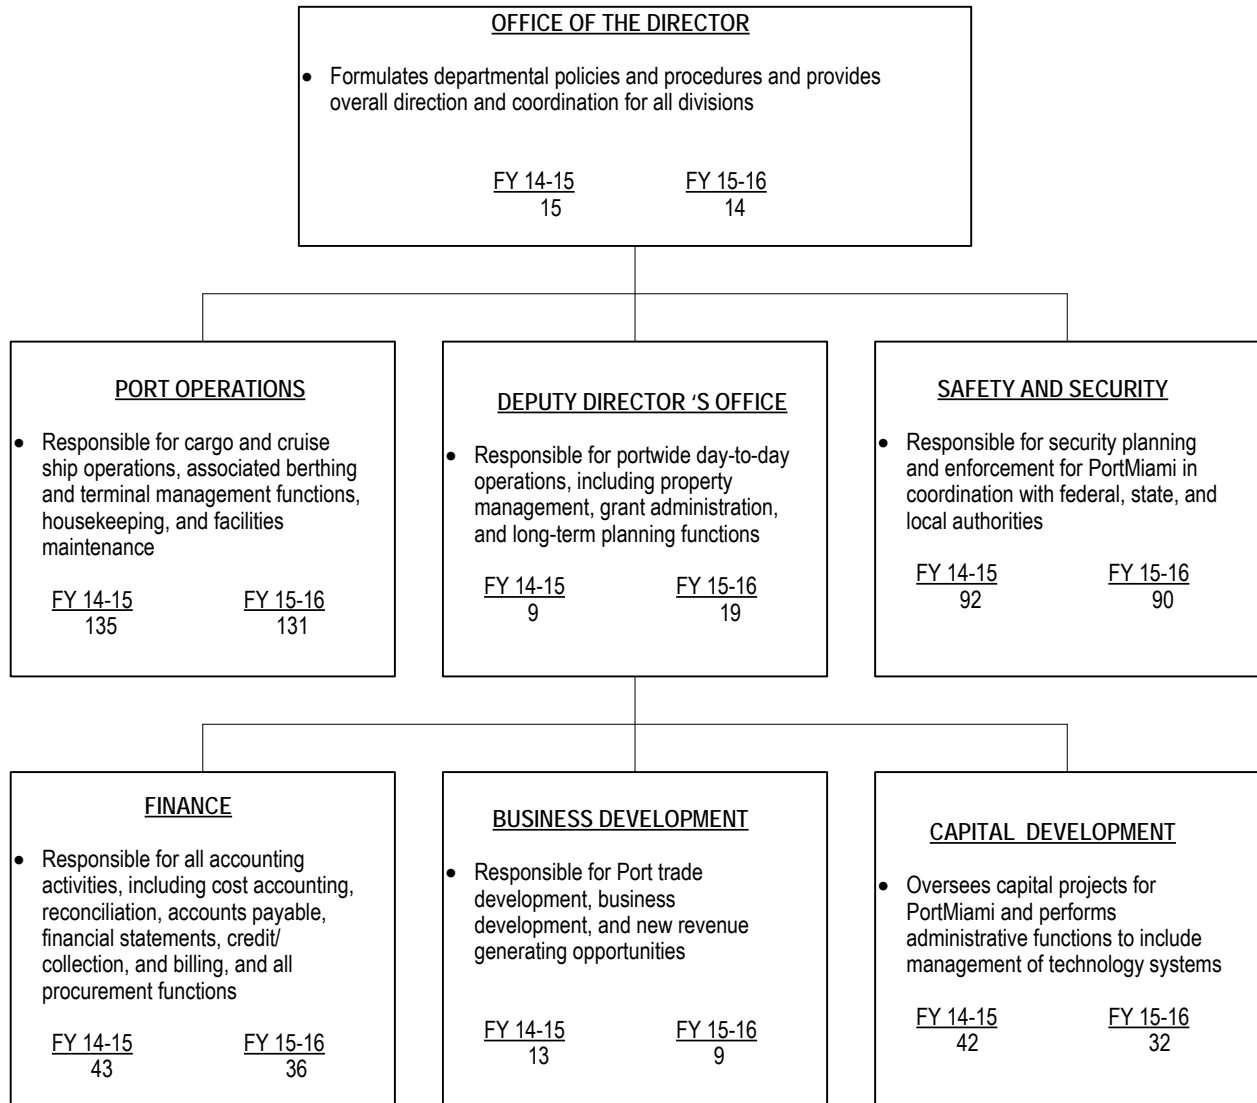 OFFICE OF THE DIRECTOR
• Formulates departmental policies and procedures and provides
overall direction and coordination for all divisions
FY 14-15 FY 15-16
15 14
PORT OPERATIONS
• Responsible for cargo and cruise
ship operations, associated berthing
and terminal management functions,
housekeeping, and facilities
maintenance
FY 14-15 FY 15-16
135 131
DEPUTY DIRECTOR ‘S OFFICE
• Responsible for portwide day-to-day
operations, including property
management, grant administration,
and long-term planning functions
FY 14-15 FY 15-16
9 19
SAFETY AND SECURITY
• Responsible for security planning
and enforcement for PortMiami in
coordination with federal, state, and
local authorities
FY 14-15 FY 15-16
92 90
FINANCE
• Responsible for all accounting
activities, including cost accounting,
reconciliation, accounts payable,
financial statements, credit/
collection, and billing, and all
procurement functions
FY 14-15 FY 15-16
43 36
BUSINESS DEVELOPMENT
• Responsible for Port trade
development, business
development, and new revenue
generating opportunities
FY 14-15 FY 15-16
13 9
CAPITAL DEVELOPMENT
• Oversees capital projects for
PortMiami and performs
administrative functions to include
management of technology systems
FY 14-15 FY 15-16
42 32